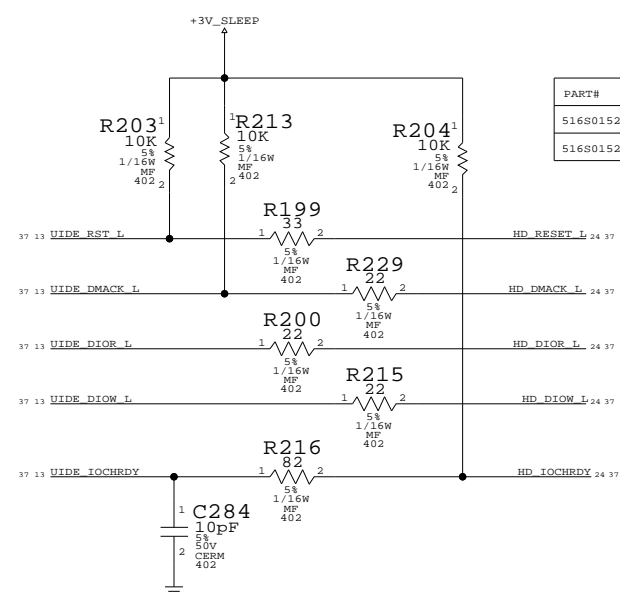 +3V_SLEEP
PART#
516S0152
516S0152
1
R203
10K
5%
1/16W
MF
402
2
1
R213
10K
5%
1/16W
MF
402
2
1
R204
10K
5%
1/16W
MF
402
2
R199
37 13 UIDE_RST_L 1 33 2 HD_RESET_L 24 37
5%
1/16W
MF
402
R229
37 13 UIDE_DMACK_L 1 22 2 HD_DMACK_L 24 37
5%
1/16W
MF
402
R200
37 13 UIDE_DIOR_L 1 22 2 HD_DIOR_L 24 37
5%
1/16W
MF
402
R215
37 13 UIDE_DIOW_L 1 22 2 HD_DIOW_L 24 37
5%
1/16W
MF
402
R216
37 13 UIDE_IOCHRDY 1 82 2 HD_IOCHRDY 24 37
5%
1/16W
MF
402
1
C284
10pF
5%
50V
CERM
402
2